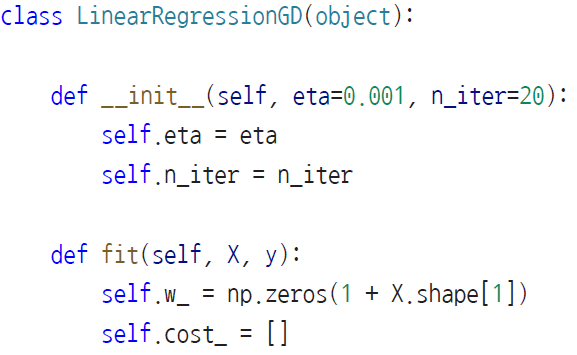 class LinearRegressionGD(object):
def __init__(self, eta=0.001, n_iter=20):
self.eta = eta
self.n_iter = n_iter
def fit(self, X, y):
self.w_ = np.zeros(1 + X.shape[1])
self.cost_ = []